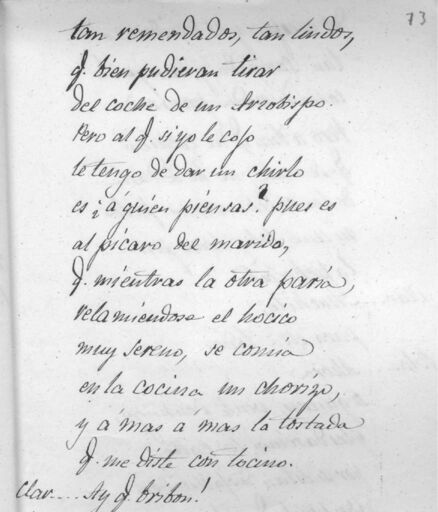 73
tan remendados, tan lindos,
q.e bien pudieran tirar
del coche de un Arzobispo.
Pero al q.e si yo le cojo
le tengo de dar un chirlo
es ¿á quien piensas? pues es
al pícaro del marido,
q.e mientras la otra paría,
relamiendose el hocico
muy sereno, se comia
en la cocina un chorizo,
y á mas a mas la tostada
q.e me diste con tocino.
Clar.... Ay q.e bribon!